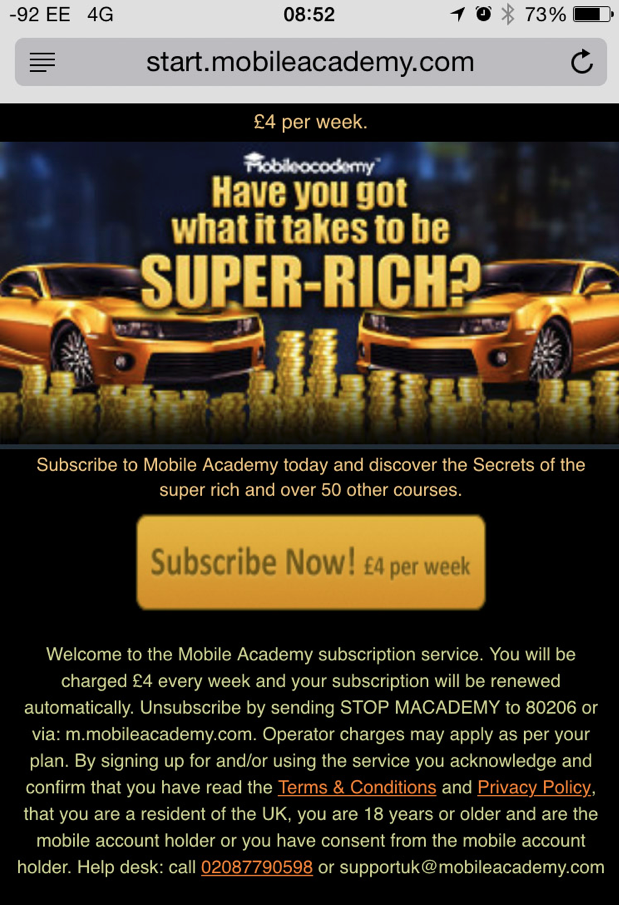 -92 EE 4G 08:52 73%
start.mobileacademy.com
£4 per week.
Mobileacademy™
Have you got
what it takes to be
SUPER-RICH?
Subscribe to Mobile Academy today and discover the Secrets of the
super rich and over 50 other courses.
Subscribe Now! £4 per week
Welcome to the Mobile Academy subscription service. You will be
charged £4 every week and your subscription will be renewed
automatically. Unsubscribe by sending STOP MACADEMY to 80206 or
via: m.mobileacademy.com. Operator charges may apply as per your
plan. By signing up for and/or using the service you acknowledge and
confirm that you have read the Terms & Conditions and Privacy Policy,
that you are a resident of the UK, you are 18 years or older and are the
mobile account holder or you have consent from the mobile account
holder. Help desk: call 02087790598 or supportuk@mobileacademy.com